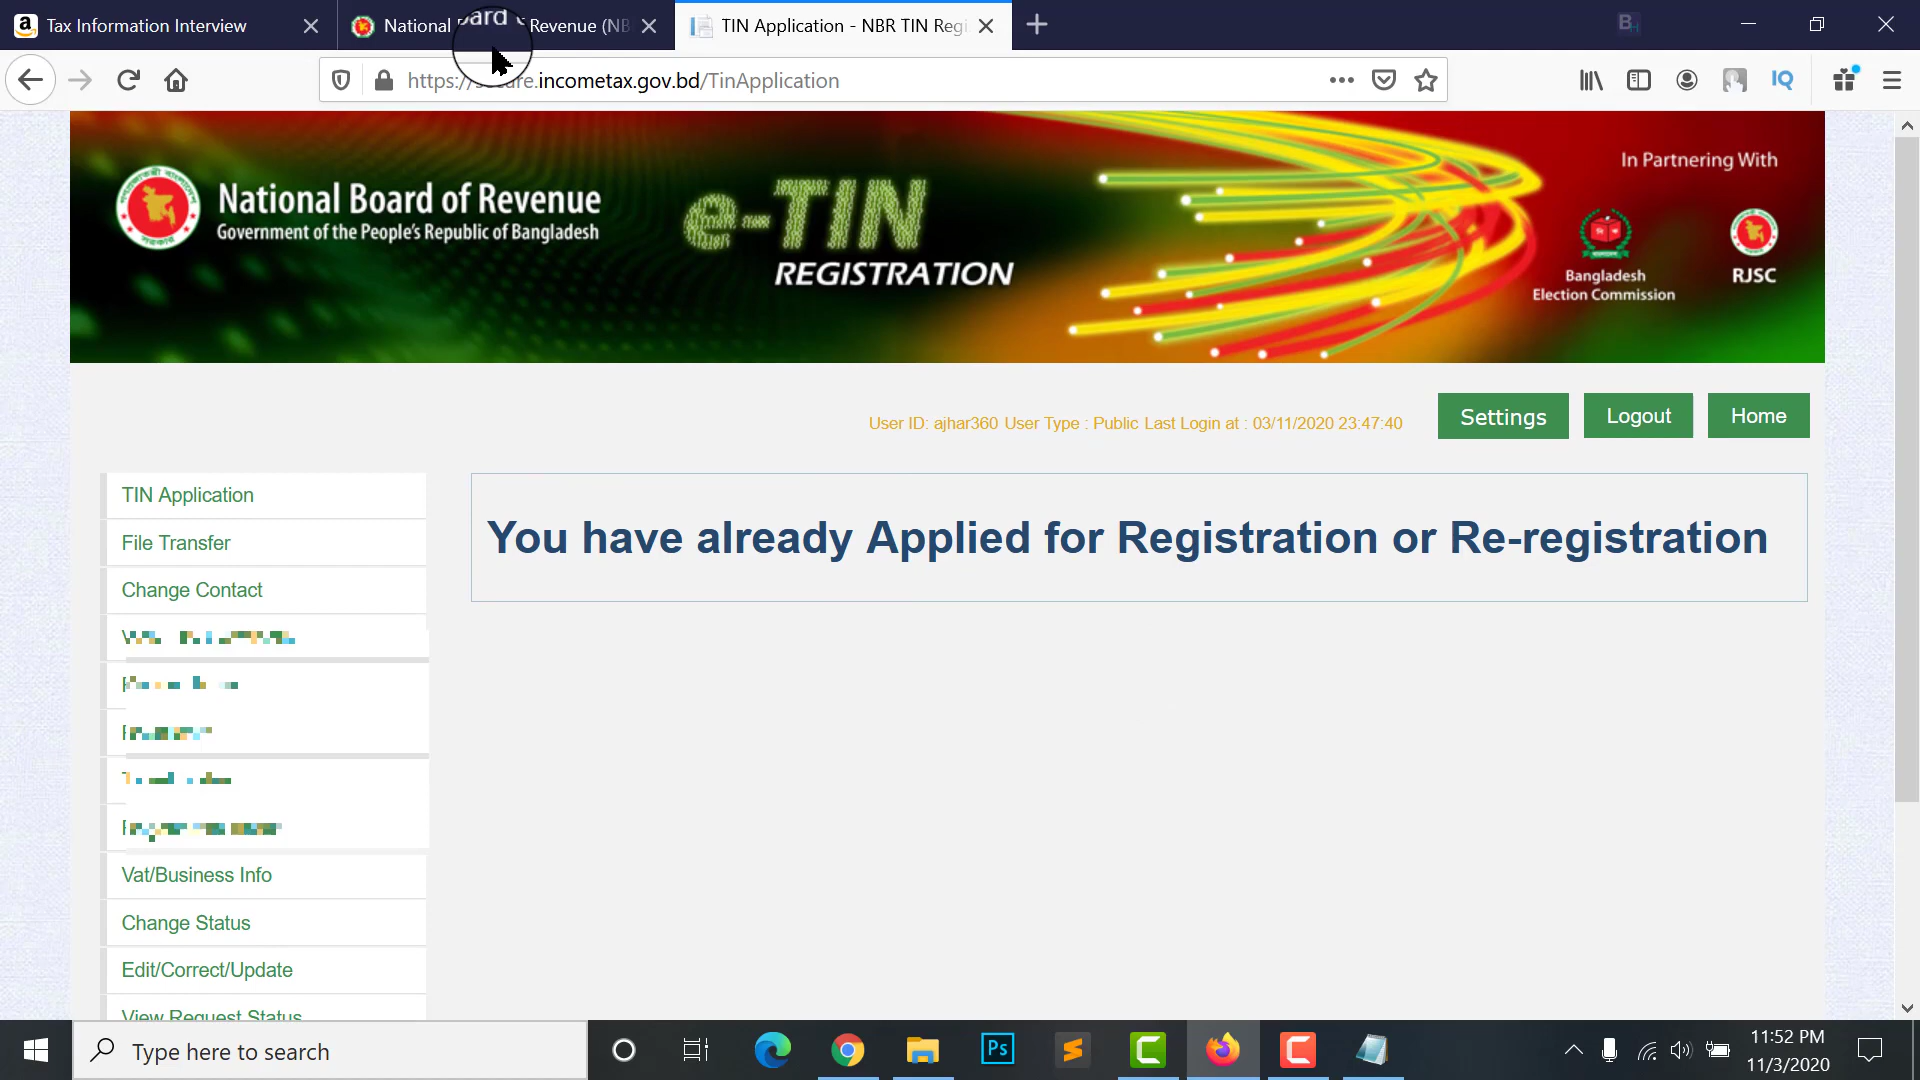 Tax Information Interview
National Board Revenue (NB
TIN Application - NBR TIN Regi
https://secure.incometax.gov.bd/TinApplication
IQ
National Board of Revenue
Government of the People's Republic of Bangladesh
e-TIN
REGISTRATION
In Partnering With
Bangladesh
Election Commission
RJSC
User ID: ajhar360 User Type : Public Last Login at : 03/11/2020 23:47:40
Settings
Logout
Home
TIN Application
File Transfer
Change Contact
Vat/Business Info
Change Status
Edit/Correct/Update
View Request Status
You have already Applied for Registration or Re-registration
Type here to search
Ps
11:52 PM
11/3/2020